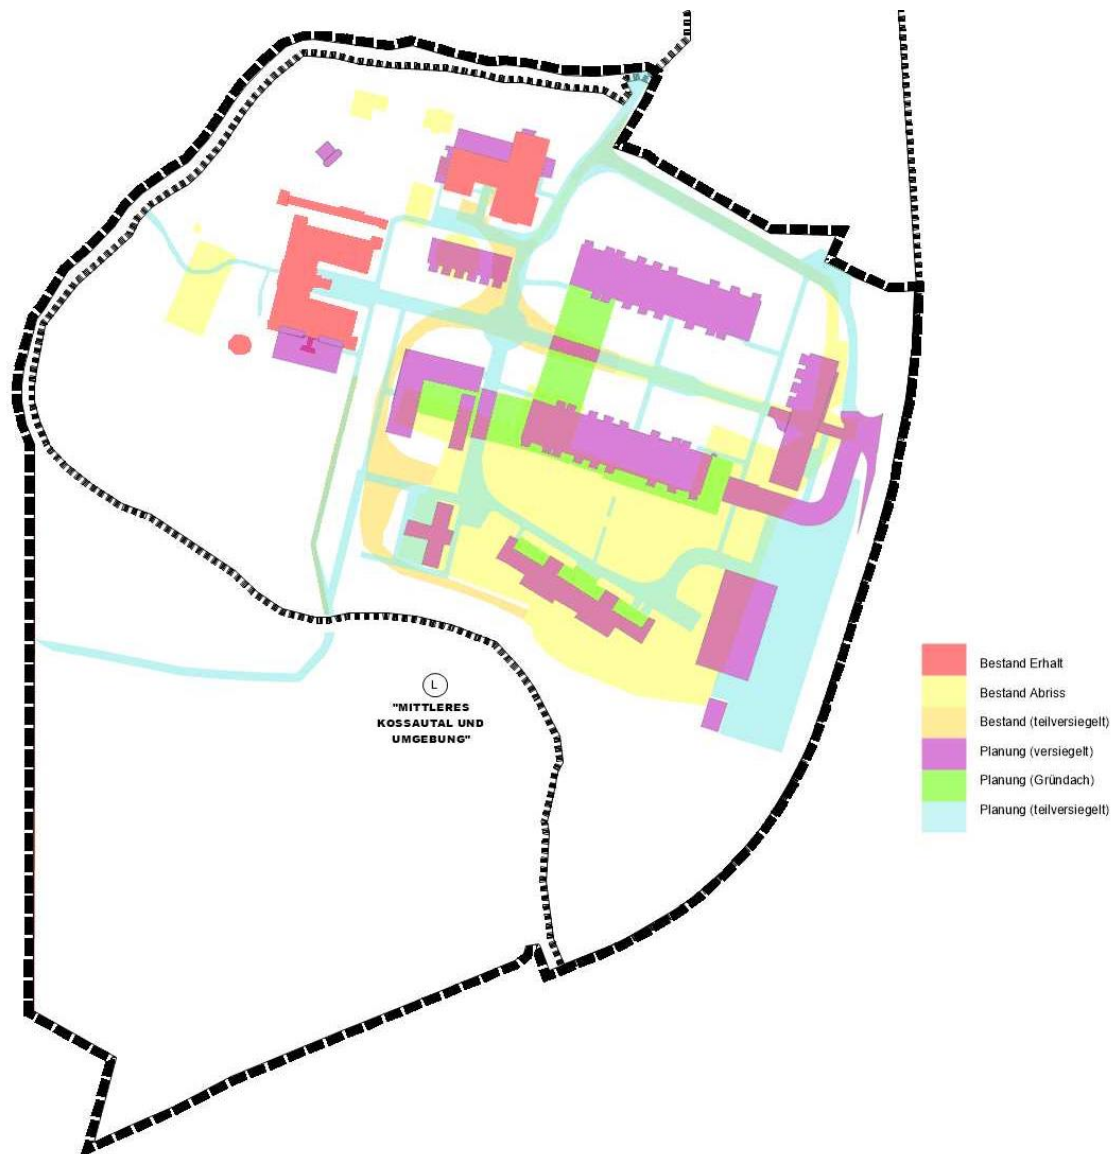 L
"MITTLERES
KOSSAUTAL UND
UMGEBUNG"
Bestand Erhalt
Bestand Abriss
Bestand (teilversiegelt)
Planung (versiegelt)
Planung (Gründach)
Planung (teilversiegelt)